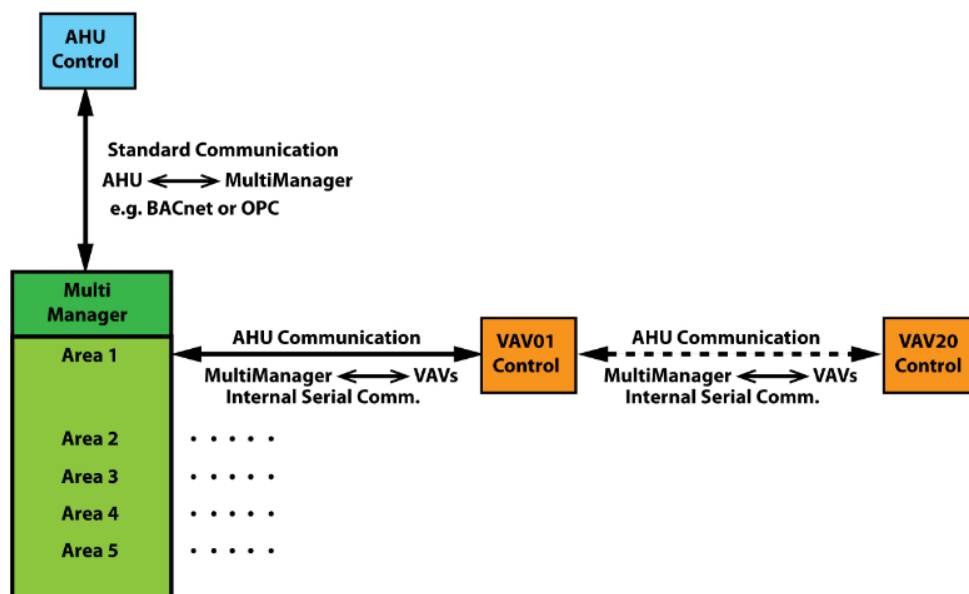 AHU
Control
Standard Communication
AHU MultiManager
e.g. BACnet or OPC
Multi
Manager
Area 1
AHU Communication
MultiManager VAVs
Internal Serial Comm.
VAV01
Control
AHU Communication
MultiManager VAVs
Internal Serial Comm.
VAV20
Control
Area 2
Area 3
Area 4
Area 5